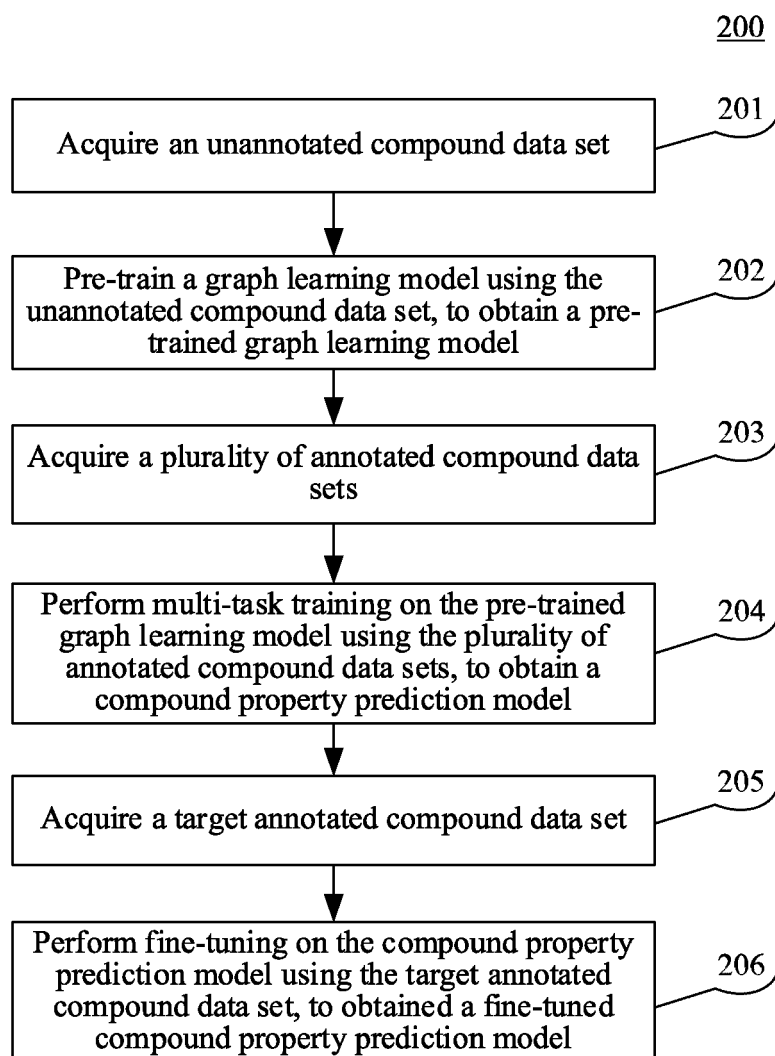 200
201
Acquire an unannotated compound data set
202
Pre-train a graph learning model using the
unannotated compound data set, to obtain a pre-
trained graph learning model
203
Acquire a plurality of annotated compound data
sets
204
Perform multi-task training on the pre-trained
graph learning model using the plurality of
annotated compound data sets, to obtain a
compound property prediction model
205
Acquire a target annotated compound data set
206
Perform fine-tuning on the compound property
prediction model using the target annotated
compound data set, to obtained a fine-tuned
compound property prediction model